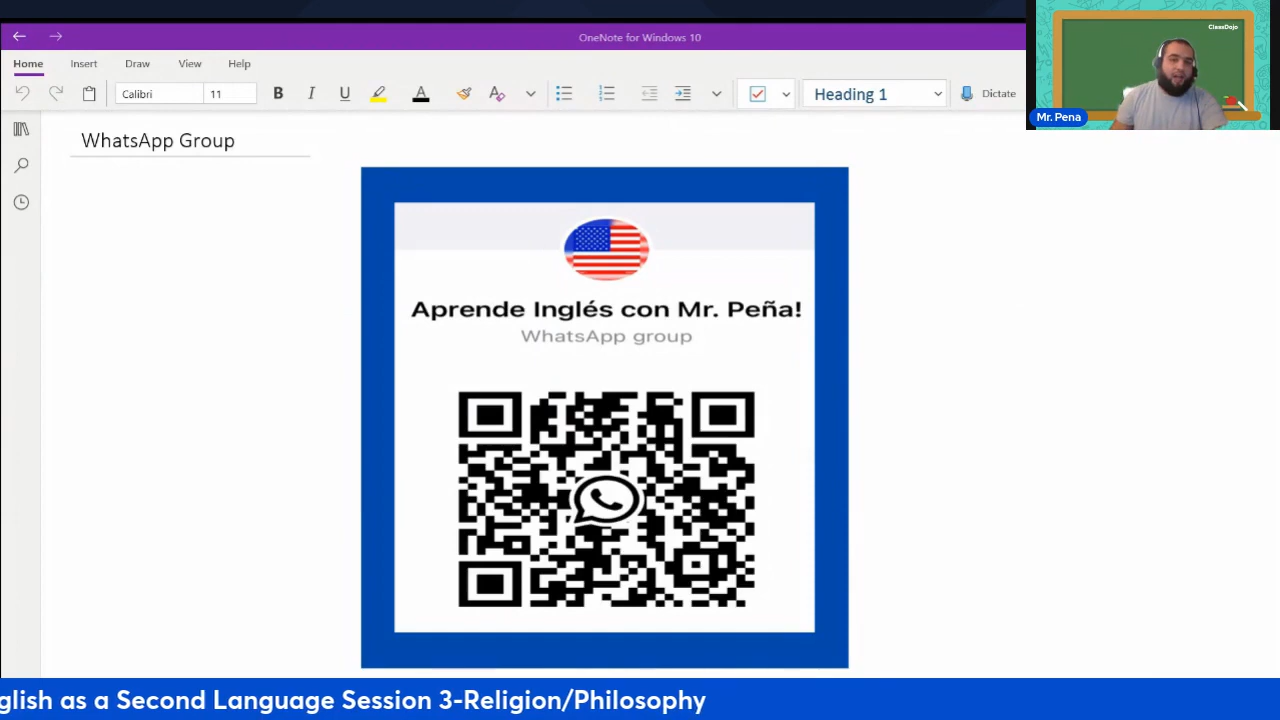 OneNote for Windows 10
Home Insert Draw View Help
Calibri 11 B I U A A Heading 1 Dictate
ClassDojo
Mr. Pena
WhatsApp Group
Aprende Inglés con Mr. Peña!
WhatsApp group
glish as a Second Language Session 3-Religion/Philosophy